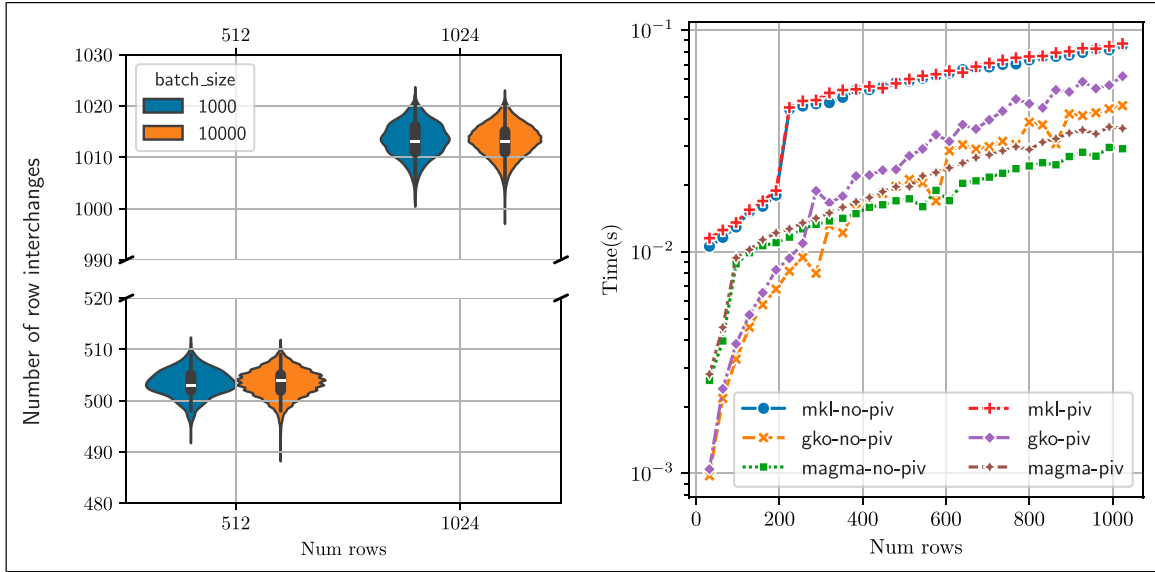 512 1024
1030
1020
1010
1000
990
520
510
500
490
480
batch_size
1000
10000
Number of row interchanges
512 1024
Num rows
10⁻¹
10⁻²
10⁻³
Time(s)
mkl-no-piv
gko-no-piv
magma-no-piv
mkl-piv
gko-piv
magma-piv
0 200 400 600 800 1000
Num rows